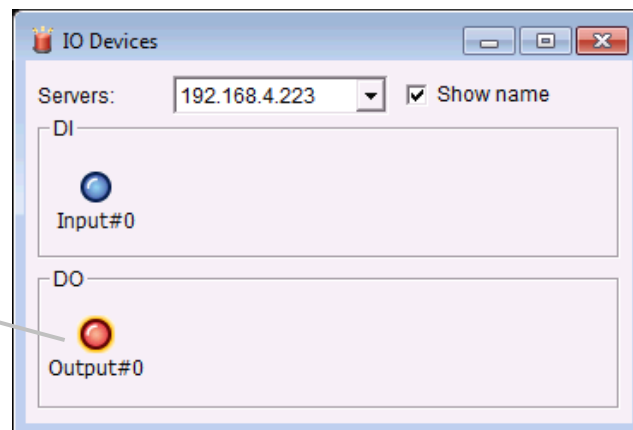 IO Devices
Servers: 192.168.4.223 Show name
DI
Input#0
DO
Output#0